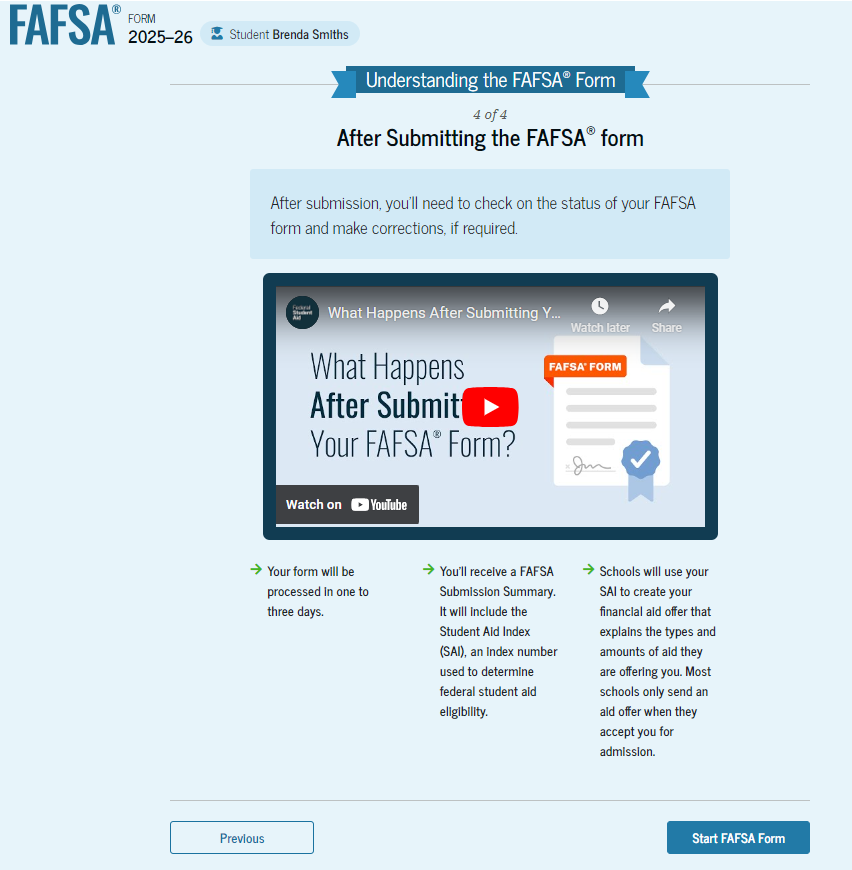 FAFSA®
FORM
2025–26
Student Brenda Smiths
Understanding the FAFSA® Form
4 of 4
After Submitting the FAFSA® form
After submission, you'll need to check on the status of your FAFSA
form and make corrections, if required.
Federal
Student
Aid
What Happens After Submitting Y...
Watch later
Share
What Happens
After Submit
Your FAFSA® Form?
FAFSA® FORM
Watch on YouTube
Your form will be
processed in one to
three days.
You'll receive a FAFSA
Submission Summary.
It will include the
Student Aid Index
(SAI), an index number
used to determine
federal student aid
eligibility.
Schools will use your
SAI to create your
financial aid offer that
explains the types and
amounts of aid they
are offering you. Most
schools only send an
aid offer when they
accept you for
admission.
Previous
Start FAFSA Form